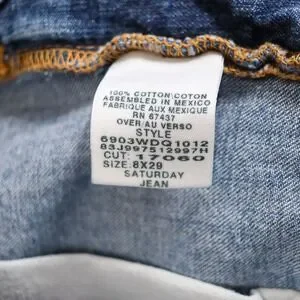 100% COTTON\COTON
ASSEMBLED IN MEXICO
FABRIQUE AUX MEXIQUE
RN 67437
OVER/AU VERSO
STYLE
6903WDQ1012
83J997512997H
CUT: 17060
SIZE: 8X29
SATURDAY
JEAN